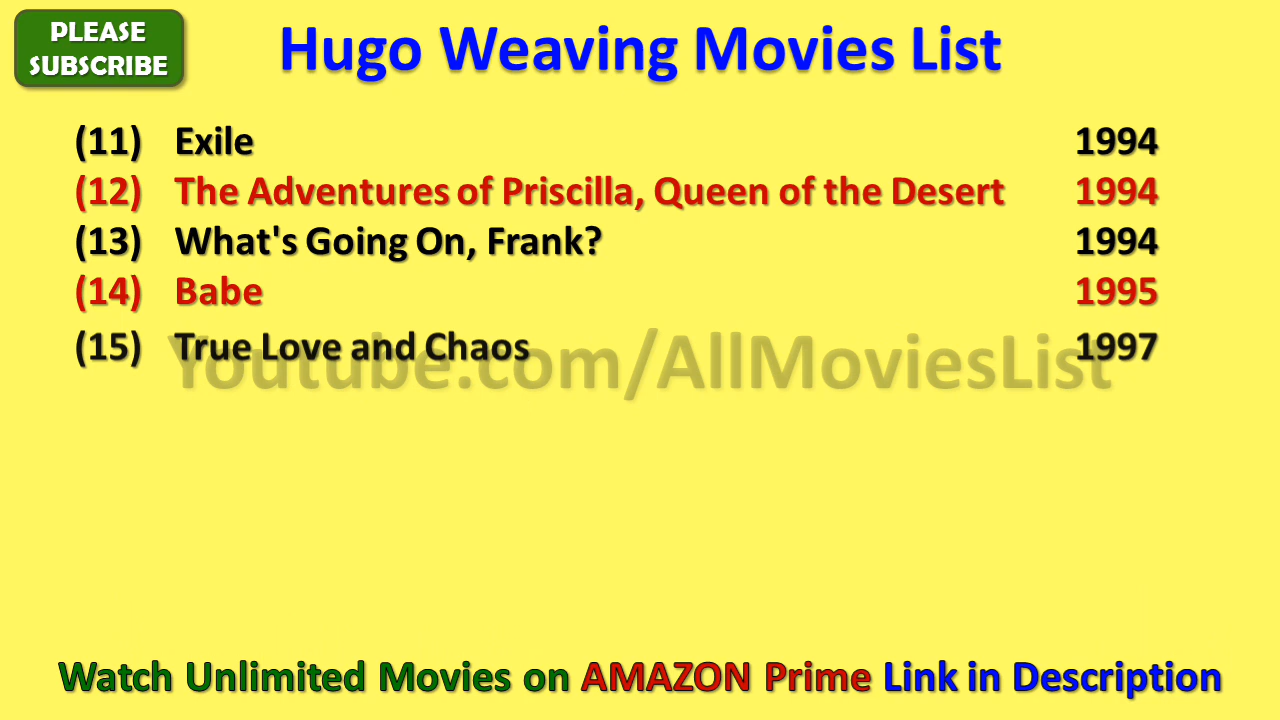 PLEASE
SUBSCRIBE
Hugo Weaving Movies List
(11) Exile 1994
(12) The Adventures of Priscilla, Queen of the Desert 1994
(13) What's Going On, Frank? 1994
(14) Babe 1995
(15) True Love and Chaos 1997
Youtube.com/AllMoviesList
Watch Unlimited Movies on AMAZON Prime Link in Description